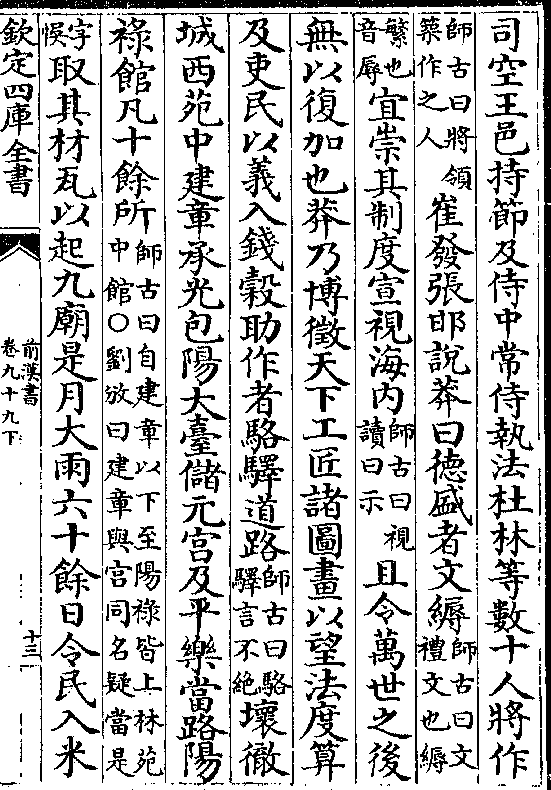 司空王邑持節及侍中常侍執法杜林等數十人將作
師古曰將領
築作之人
崔發張邯說莽曰德盛者文縟
師古曰文
禮文也縟
繁也
音辱
宜崇其制度宣視海内
師古曰視
讀曰示
且令萬世之後
無以復加也莽乃博徵天下工匠諸圖畫以望法度算
及吏民以義入錢穀助作者駱驛道路
師古曰駱
驛言不絶
壞徹
城西苑中建章承光包陽大臺儲元宫及平樂當路陽
祿館凡十餘所
師古曰自建章以下至陽祿皆上林苑
中館○劉攽曰建章與宫同名疑當是
字
悞
取其材瓦以起九廟是月大雨六十餘日令民入米
欽定四庫全書
前漢書
卷九十九下
十三